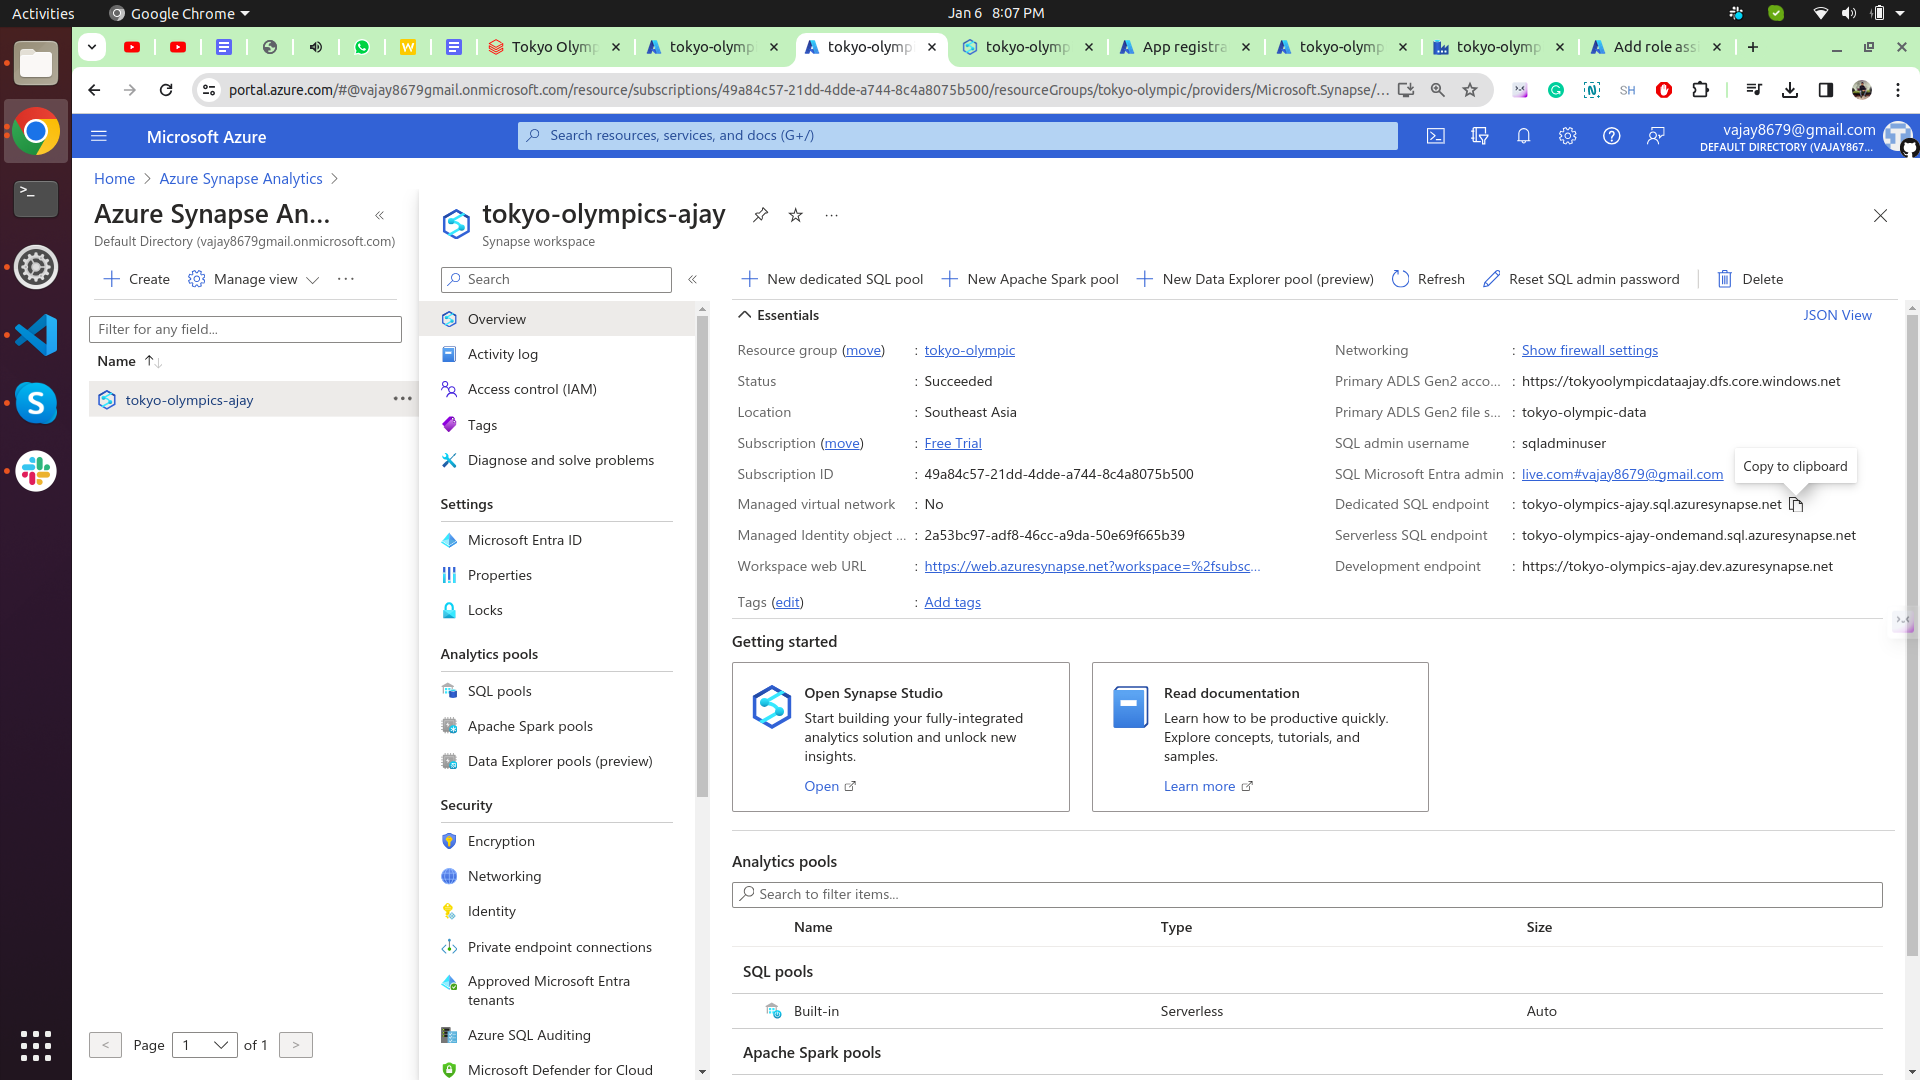 Activities
Google Chrome
Jan 6 8:07 PM
Tokyo Olymp
tokyo-olymp
tokyo-olymp
tokyo-olymp
App registra
tokyo-olymp
tokyo-olymp
Add role ass
portal.azure.com/#@vajay8679gmail.onmicrosoft.com/resource/subscriptions/49a84c57-21dd-4dde-a744-8c4a8075b500/resourceGroups/tokyo-olympic/providers/Microsoft.Synapse/...
SH
Microsoft Azure
Search resources, services, and docs (G+/)
vajay8679@gmail.com
DEFAULT DIRECTORY (VAJAY867...
Home
Azure Synapse Analytics
Azure Synapse An...
Default Directory (vajay8679gmail.onmicrosoft.com)
Create
Manage view
Filter for any field...
Name
tokyo-olympics-ajay
< Page 1 of 1 >
tokyo-olympics-ajay
Synapse workspace
Search
Overview
Activity log
Access control (IAM)
Tags
Diagnose and solve problems
Settings
Microsoft Entra ID
Properties
Locks
Analytics pools
SQL pools
Apache Spark pools
Data Explorer pools (preview)
Security
Encryption
Networking
Identity
Private endpoint connections
Approved Microsoft Entra
tenants
Azure SQL Auditing
Microsoft Defender for Cloud
New dedicated SQL pool
New Apache Spark pool
New Data Explorer pool (preview)
Refresh
Reset SQL admin password
Delete
Essentials
JSON View
Resource group (move) : tokyo-olympic
Status : Succeeded
Location : Southeast Asia
Subscription (move) : Free Trial
Subscription ID : 49a84c57-21dd-4dde-a744-8c4a8075b500
Managed virtual network : No
Managed Identity object ... : 2a53bc97-adf8-46cc-a9da-50e69f665b39
Workspace web URL : https://web.azuresynapse.net?workspace=%2fsubsc...
Tags (edit) : Add tags
Networking : Show firewall settings
Primary ADLS Gen2 acco... : https://tokyoolympicdataajay.dfs.core.windows.net
Primary ADLS Gen2 file s... : tokyo-olympic-data
SQL admin username : sqladminuser
SQL Microsoft Entra admin : live.com#vajay8679@gmail.com
Copy to clipboard
Dedicated SQL endpoint : tokyo-olympics-ajay.sql.azuresynapse.net
Serverless SQL endpoint : tokyo-olympics-ajay-ondemand.sql.azuresynapse.net
Development endpoint : https://tokyo-olympics-ajay.dev.azuresynapse.net
Getting started
Open Synapse Studio
Start building your fully-integrated
analytics solution and unlock new
insights.
Open
Read documentation
Learn how to be productive quickly.
Explore concepts, tutorials, and
samples.
Learn more
Analytics pools
Search to filter items...
Name Type Size
SQL pools
Built-in Serverless Auto
Apache Spark pools